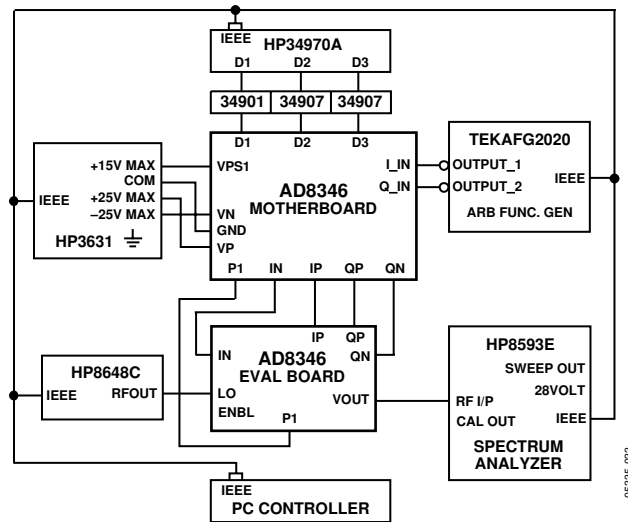 IEEE
HP34970A
D1 D2 D3
34901 34907 34907
D1 D2 D3
+15V MAX
COM
IEEE
+25V MAX
–25V MAX
HP3631
VPS1
VN
GND
VP
AD8346
MOTHERBOARD
I_IN
Q_IN
P1 IN IP QP QN
TEKAFG2020
OUTPUT_1
IEEE
OUTPUT_2
ARB FUNC. GEN
HP8648C
IEEE RFOUT
IP QP
IN QN
AD8346
EVAL BOARD
LO VOUT
ENBL
P1
HP8593E
SWEEP OUT
28VOLT
RF I/P
CAL OUT IEEE
SPECTRUM
ANALYZER
IEEE
PC CONTROLLER